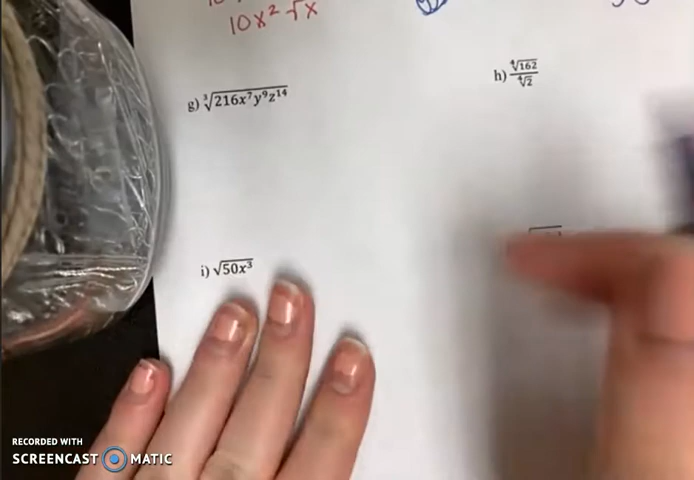 10x² √x
g) ∛216x⁷y⁹z¹⁴
h) ∜162 / ∜2
i) √50x³
RECORDED WITH
SCREENCAST MATIC